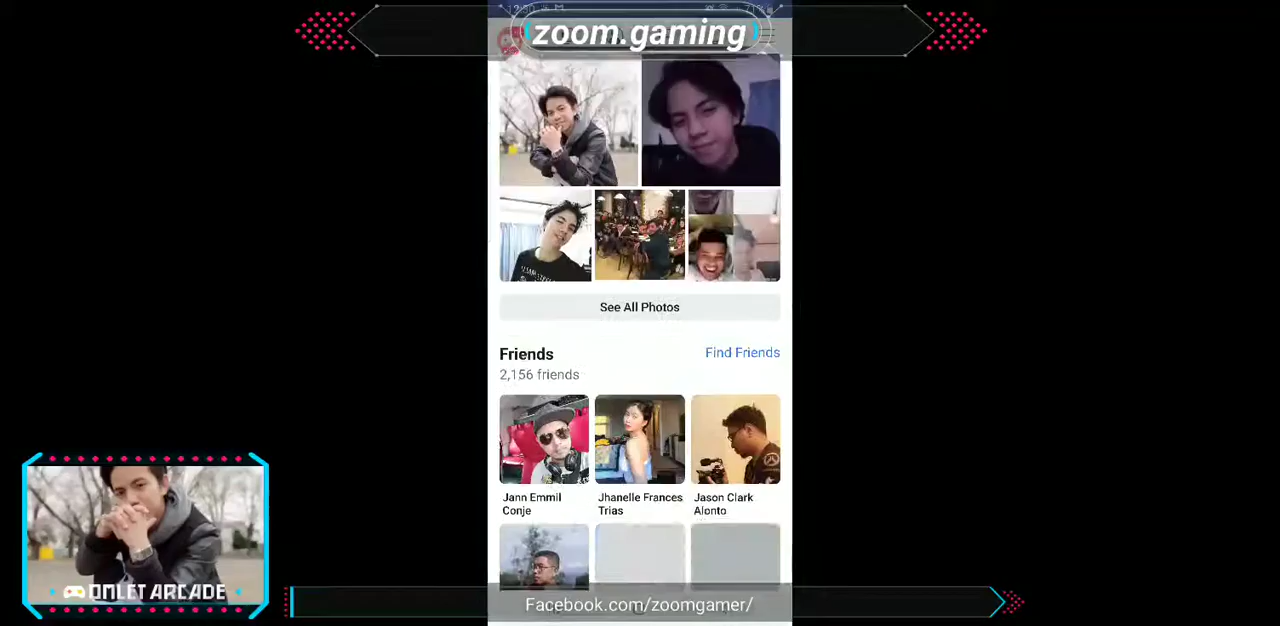 zoom.gaming
See All Photos
Friends
Find Friends
2,156 friends
Jann Emmil
Conje
Jhanelle Frances
Trias
Jason Clark
Alonto
OMLET ARCADE
Facebook.com/zoomgamer/